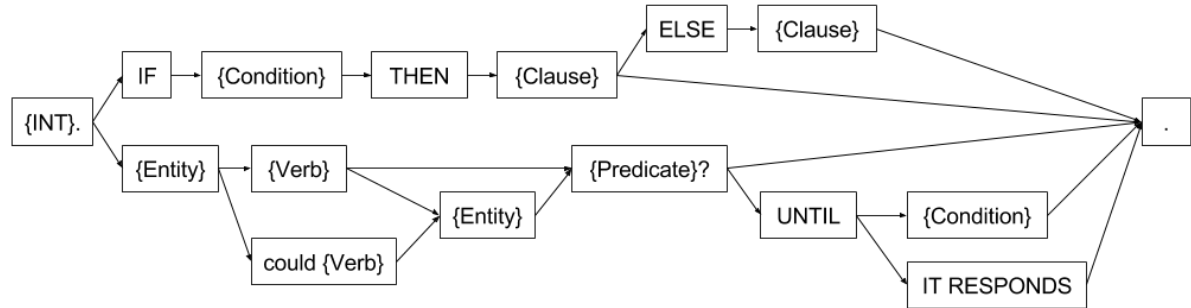 ELSE {Clause}
IF {Condition} THEN {Clause}
{INT}. .
{Entity} {Verb} {Predicate}?
{Entity} UNTIL {Condition}
could {Verb}
IT RESPONDS